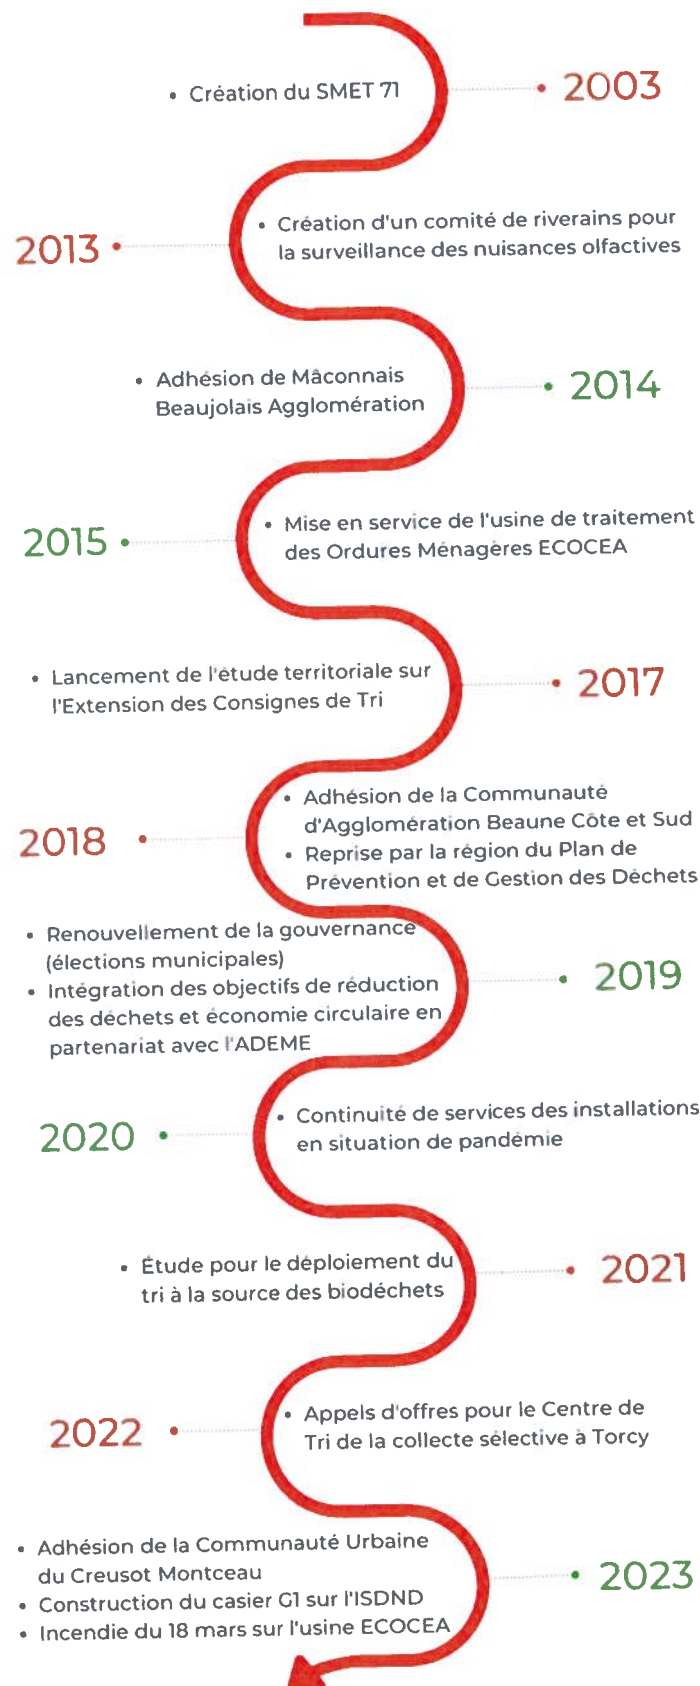 • Création du SMET 71
2003
2013
• Création d'un comité de riverains pour
la surveillance des nuisances olfactives
• Adhésion de Mâconnais
Beaujolais Agglomération
2014
2015
• Mise en service de l'usine de traitement
des Ordures Ménagères ECOCEA
• Lancement de l'étude territoriale sur
l'Extension des Consignes de Tri
2017
2018
• Adhésion de la Communauté
d'Agglomération Beaune Côte et Sud
• Reprise par la région du Plan de
Prévention et de Gestion des Déchets
• Renouvellement de la gouvernance
(élections municipales)
• Intégration des objectifs de réduction
des déchets et économie circulaire en
partenariat avec l'ADEME
2019
2020
• Continuité de services des installations
en situation de pandémie
• Étude pour le déploiement du
tri à la source des biodéchets
2021
2022
• Appels d'offres pour le Centre de
Tri de la collecte sélective à Torcy
• Adhésion de la Communauté Urbaine
du Creusot Montceau
• Construction du casier G1 sur l'ISDND
• Incendie du 18 mars sur l'usine ECOCEA
2023